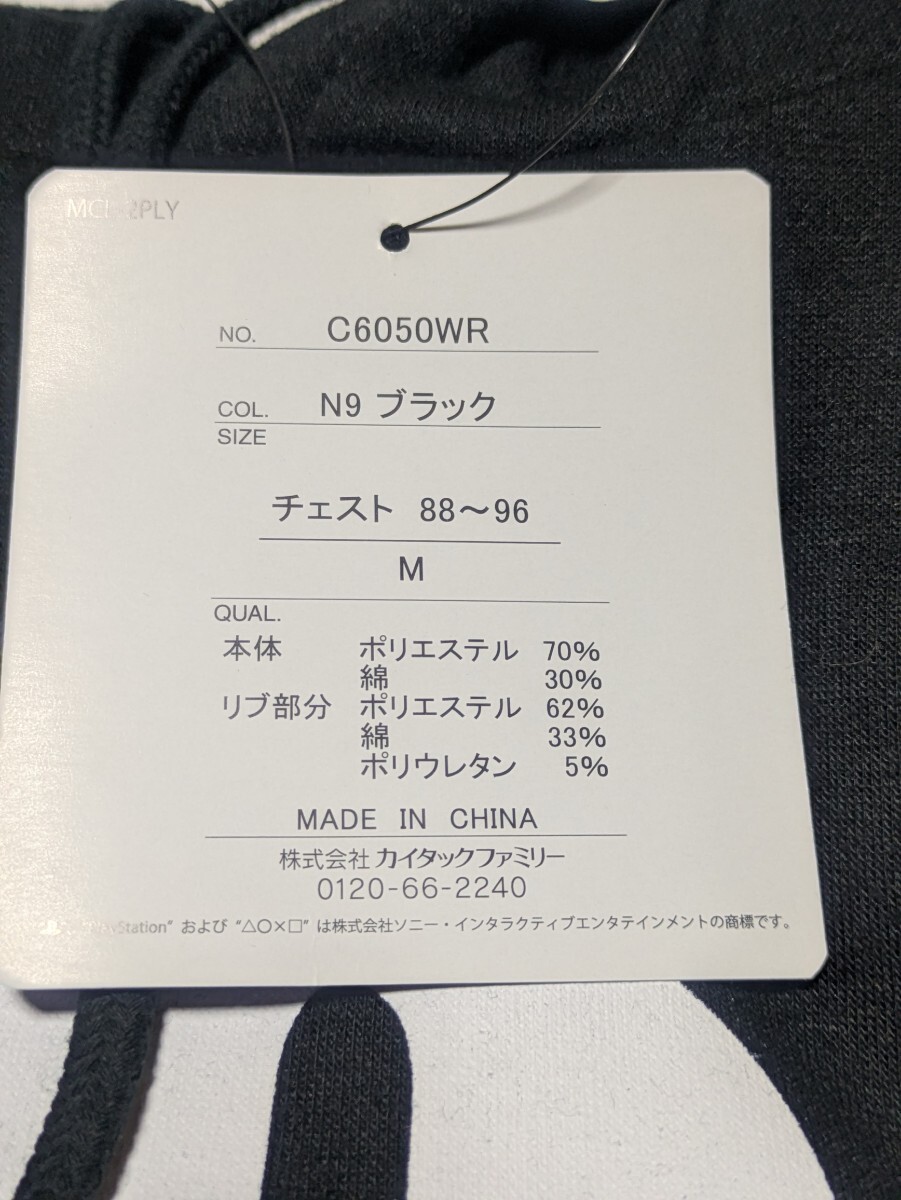 NO. C6050WR
COL. N9 ブラック
SIZE
チェスト 88～96
M
QUAL.
本体 ポリエステル 70%
綿 30%
リブ部分 ポリエステル 62%
綿 33%
ポリウレタン 5%
MADE IN CHINA
株式会社 カイタックファミリー
0120-66-2240
および “△○×□” は株式会社ソニー・インタラクティブエンタテインメントの商標です。